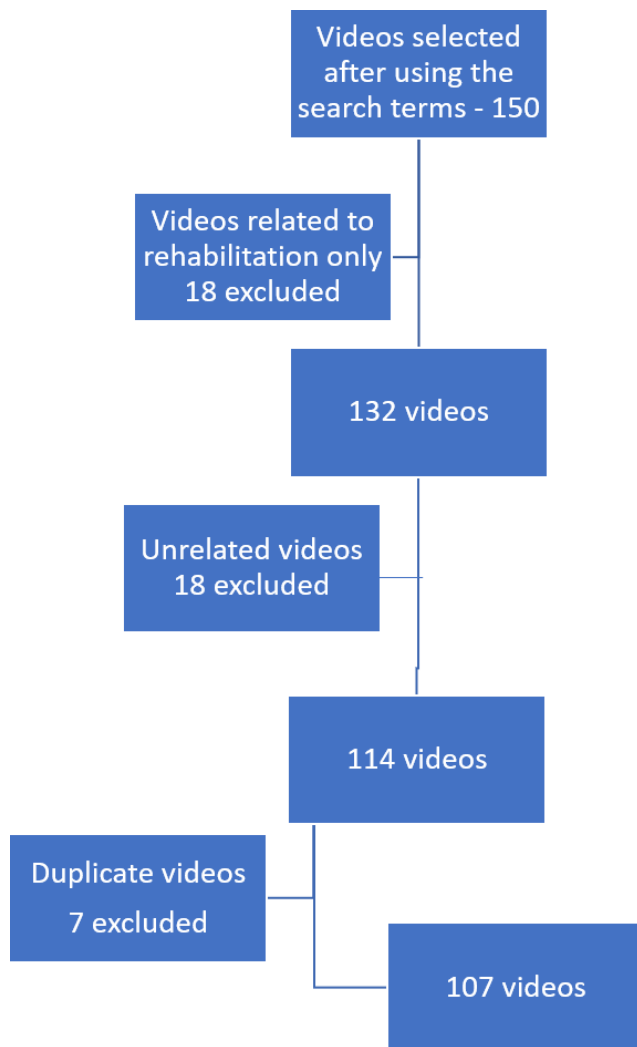 Videos selected
after using the
search terms - 150
Videos related to
rehabilitation only
18 excluded
132 videos
Unrelated videos
18 excluded
114 videos
Duplicate videos
7 excluded
107 videos